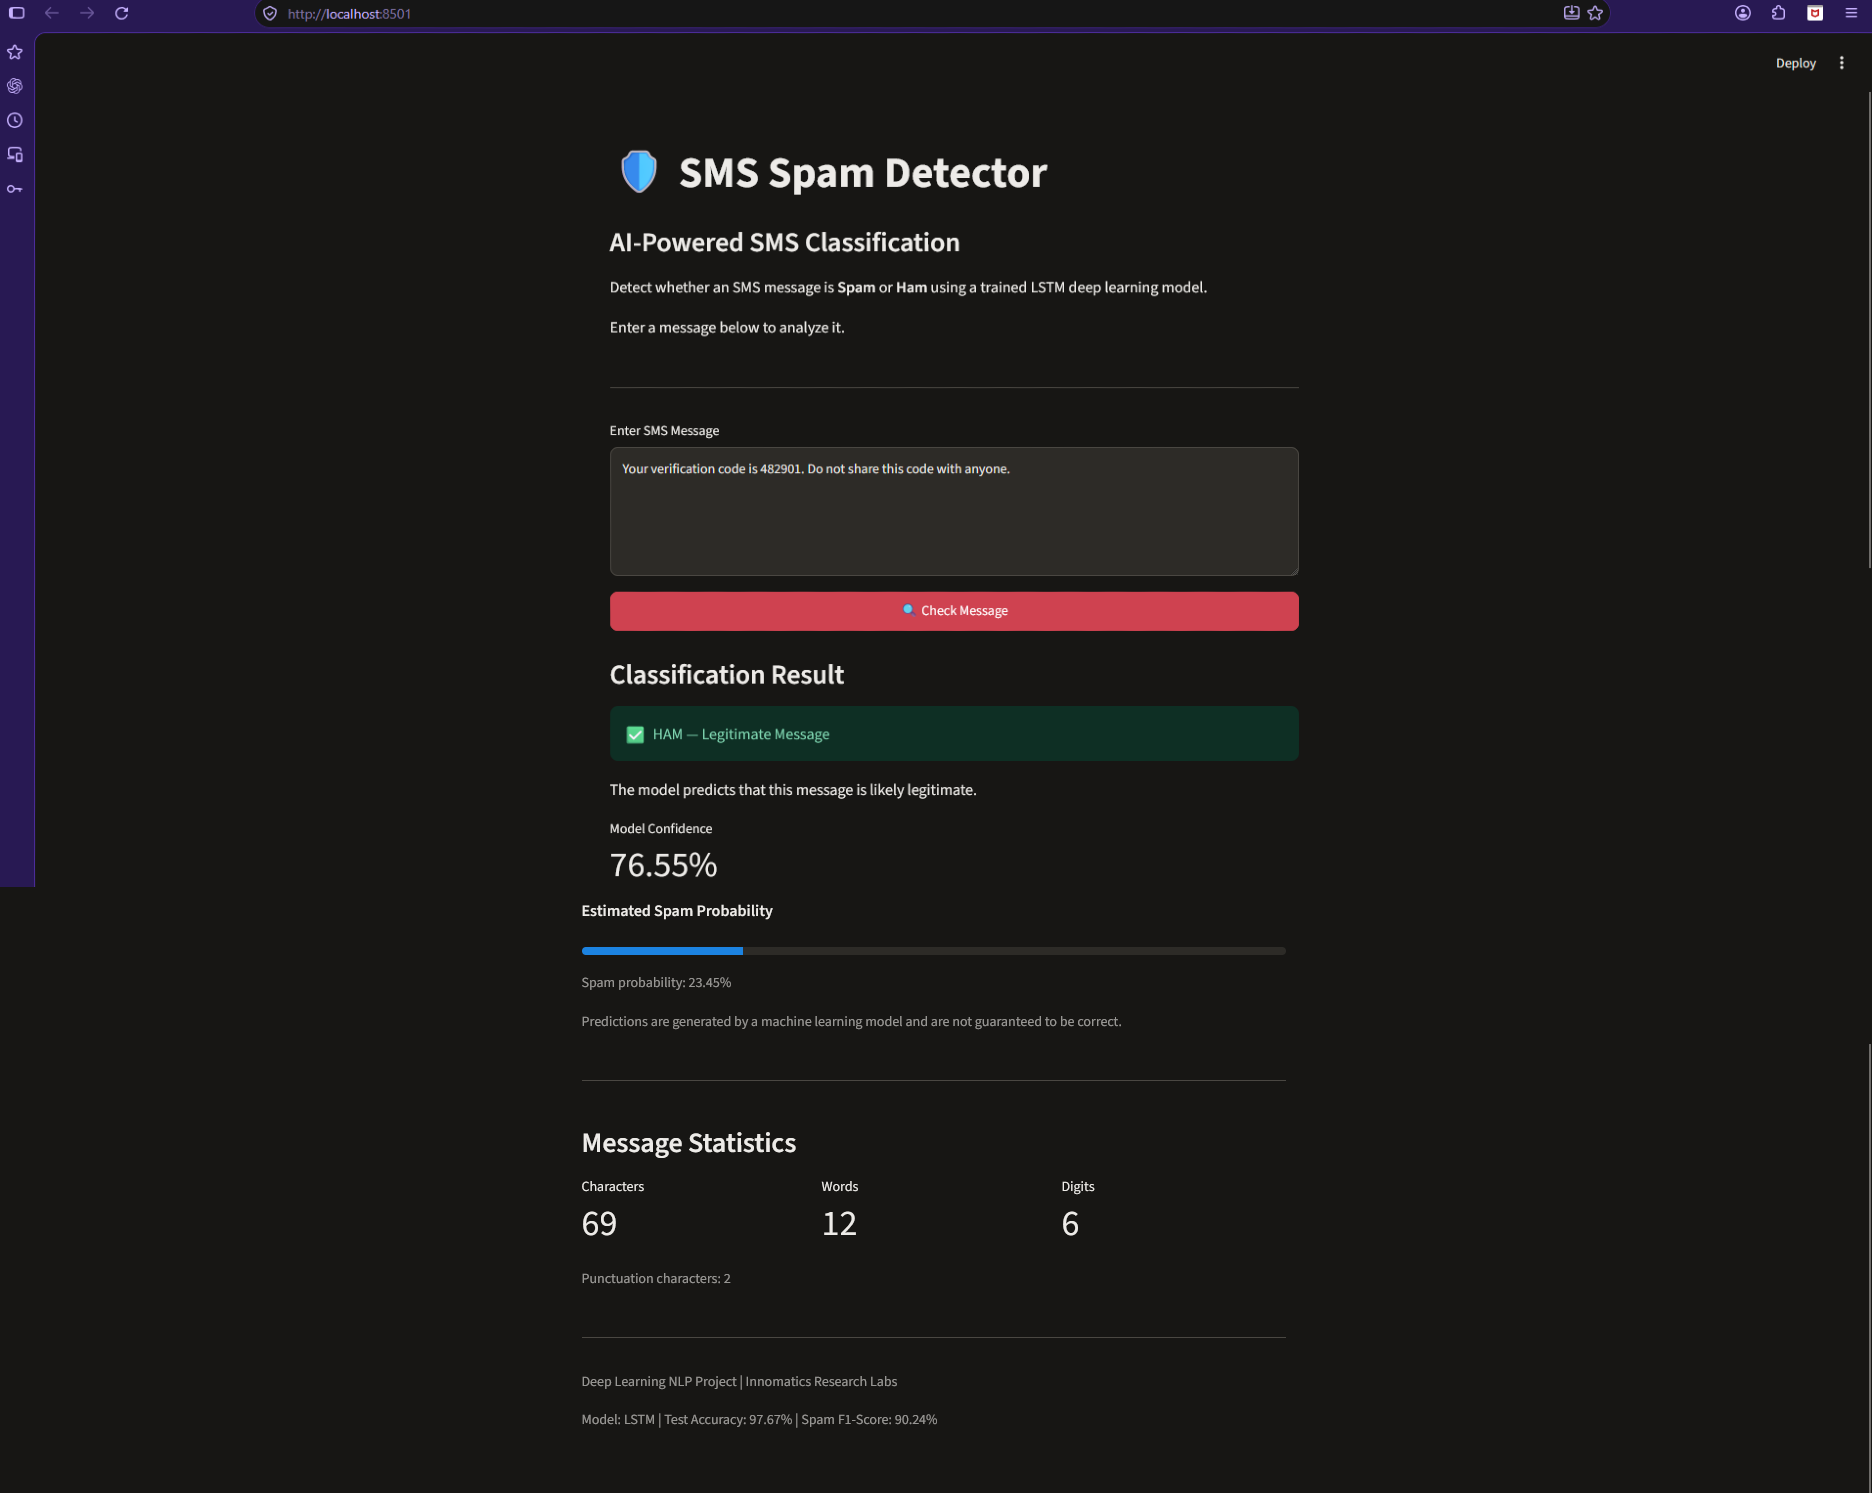 http://localhost:8501
Deploy
SMS Spam Detector
AI-Powered SMS Classification
Detect whether an SMS message is Spam or Ham using a trained LSTM deep learning model.
Enter a message below to analyze it.
Enter SMS Message
Your verification code is 482901. Do not share this code with anyone.
Check Message
Classification Result
HAM — Legitimate Message
The model predicts that this message is likely legitimate.
Model Confidence
76.55%
Estimated Spam Probability
Spam probability: 23.45%
Predictions are generated by a machine learning model and are not guaranteed to be correct.
Message Statistics
Characters Words Digits
69 12 6
Punctuation characters: 2
Deep Learning NLP Project | Innomatics Research Labs
Model: LSTM | Test Accuracy: 97.67% | Spam F1-Score: 90.24%